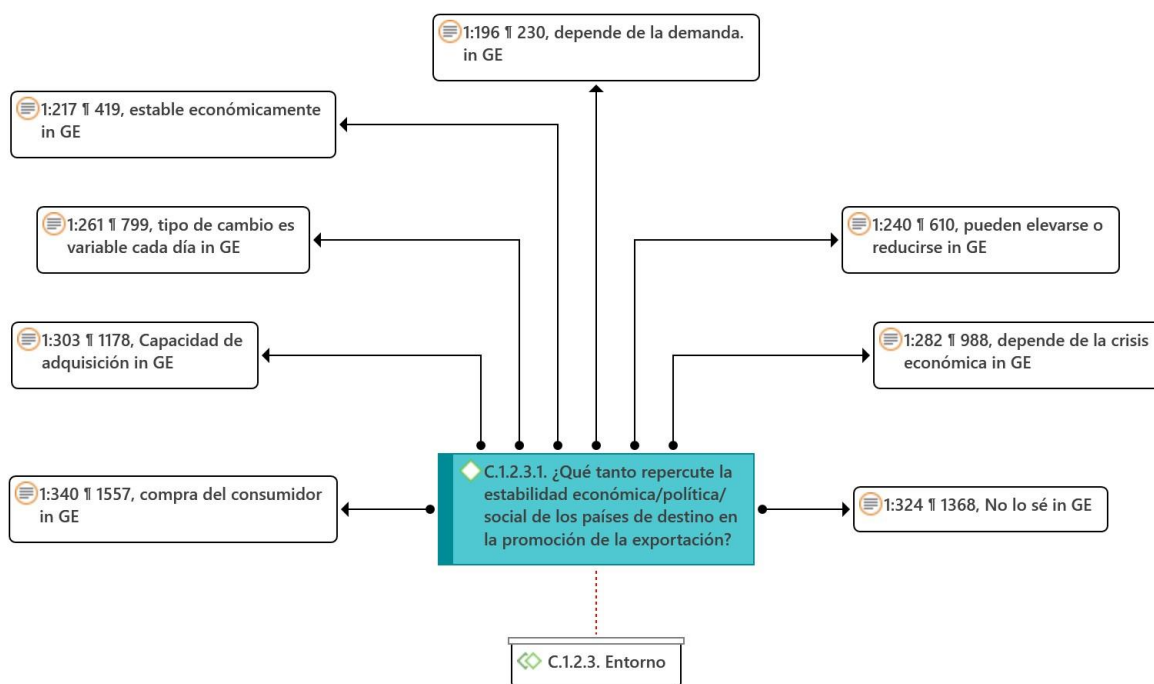 1:196 ¶ 230, depende de la demanda.
in GE
1:217 ¶ 419, estable económicamente
in GE
1:261 ¶ 799, tipo de cambio es
variable cada día in GE
1:240 ¶ 610, pueden elevarse o
reducirse in GE
1:303 ¶ 1178, Capacidad de
adquisición in GE
1:282 ¶ 988, depende de la crisis
económica in GE
1:340 ¶ 1557, compra del consumidor
in GE
C.1.2.3.1. ¿Qué tanto repercute la
estabilidad económica/política/
social de los países de destino en
la promoción de la exportación?
1:324 ¶ 1368, No lo sé in GE
C.1.2.3. Entorno